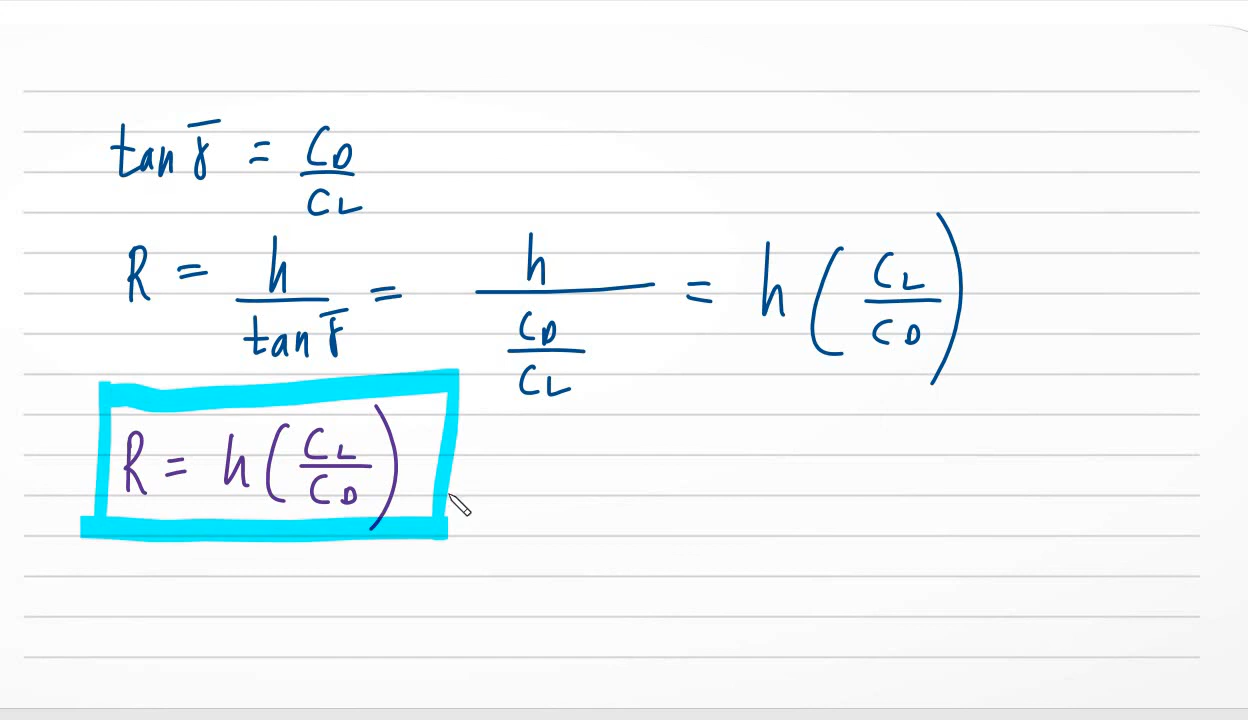 tan γ̅ = C_D / C_L
R = h / tan γ̅ = h / (C_D / C_L) = h (C_L / C_D)
R = h (C_L / C_D)